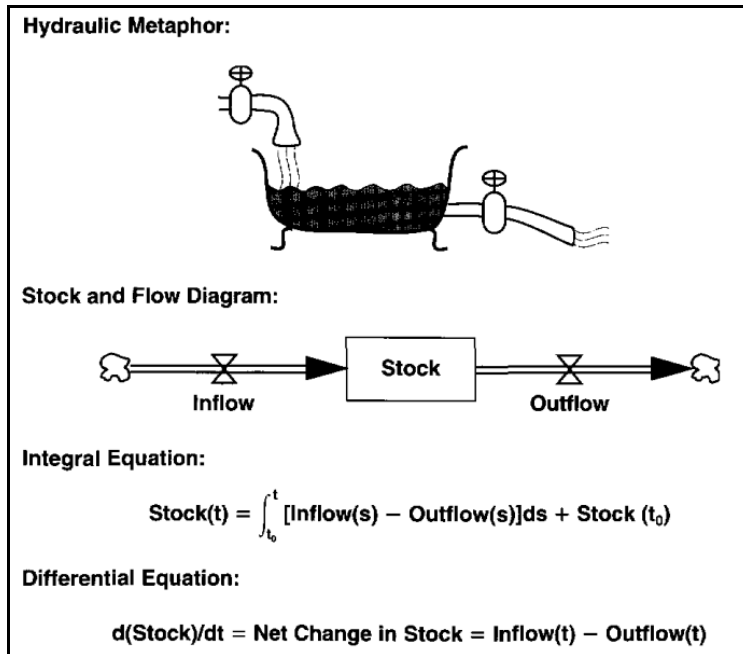 Hydraulic Metaphor:
Stock and Flow Diagram:
Stock
Inflow
Outflow
Integral Equation:
Stock(t) = ∫_{t₀}^{t} [Inflow(s) − Outflow(s)]ds + Stock (t₀)
Differential Equation:
d(Stock)/dt = Net Change in Stock = Inflow(t) − Outflow(t)